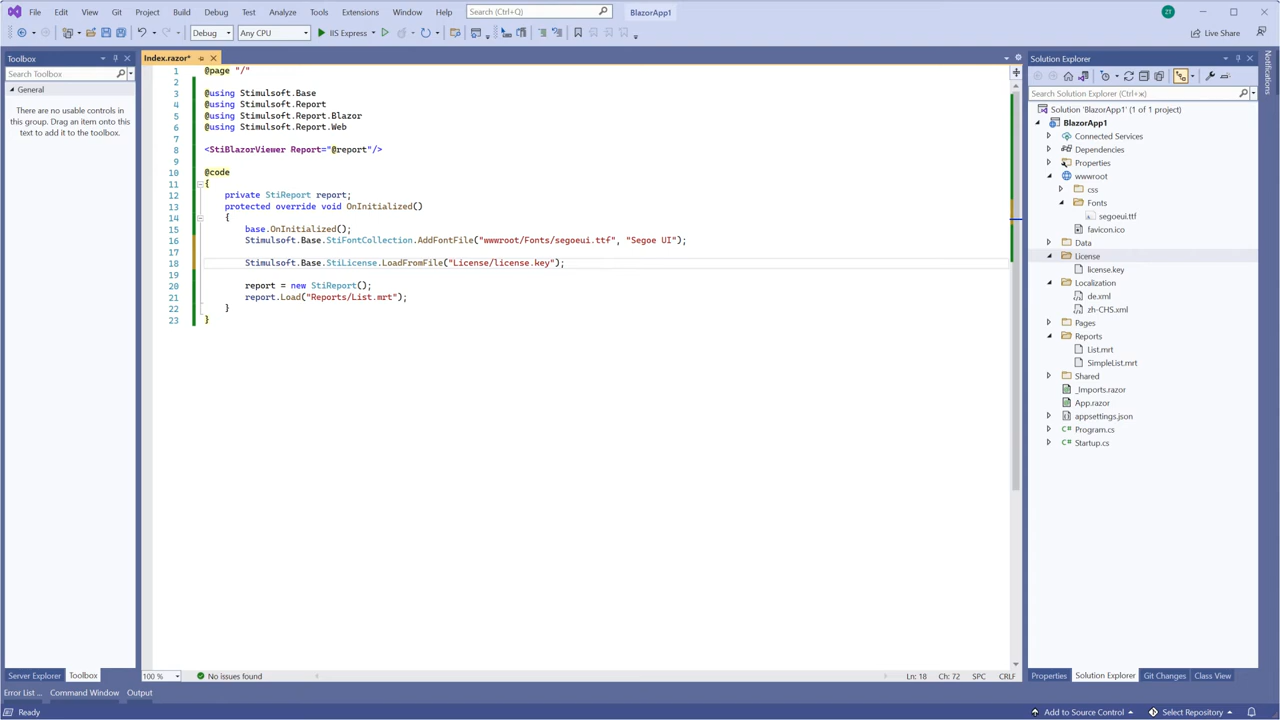 File Edit View Git Project Build Debug Test Analyze Tools Extensions Window Help Search (Ctrl+Q) BlazorApp1 ZT
Debug Any CPU IIS Express Live Share
Toolbox
Search Toolbox
General
There are no usable controls in
this group. Drag an item onto this
text to add it to the toolbox.
Index.razor*
1 @page "/"
2
3 @using Stimulsoft.Base
4 @using Stimulsoft.Report
5 @using Stimulsoft.Report.Blazor
6 @using Stimulsoft.Report.Web
7
8 <StiBlazorViewer Report="@report"/>
9
10 @code
11 {
12 private StiReport report;
13 protected override void OnInitialized()
14 {
15 base.OnInitialized();
16 Stimulsoft.Base.StiFontCollection.AddFontFile("wwwroot/Fonts/segoeui.ttf", "Segoe UI");
17
18 Stimulsoft.Base.StiLicense.LoadFromFile("License/license.key");
19
20 report = new StiReport();
21 report.Load("Reports/List.mrt");
22 }
23 }
Solution Explorer
Search Solution Explorer (Ctrl+ж)
Solution 'BlazorApp1' (1 of 1 project)
BlazorApp1
Connected Services
Dependencies
Properties
wwwroot
css
Fonts
segoeui.ttf
favicon.ico
Data
License
license.key
Localization
de.xml
zh-CHS.xml
Pages
Reports
List.mrt
SimpleList.mrt
Shared
_Imports.razor
App.razor
appsettings.json
C# Program.cs
C# Startup.cs
Notifications
Server Explorer Toolbox
100 % No issues found Ln: 18 Ch: 72 SPC CRLF
Properties Solution Explorer Git Changes Class View
Error List ... Command Window Output
Ready Add to Source Control Select Repository